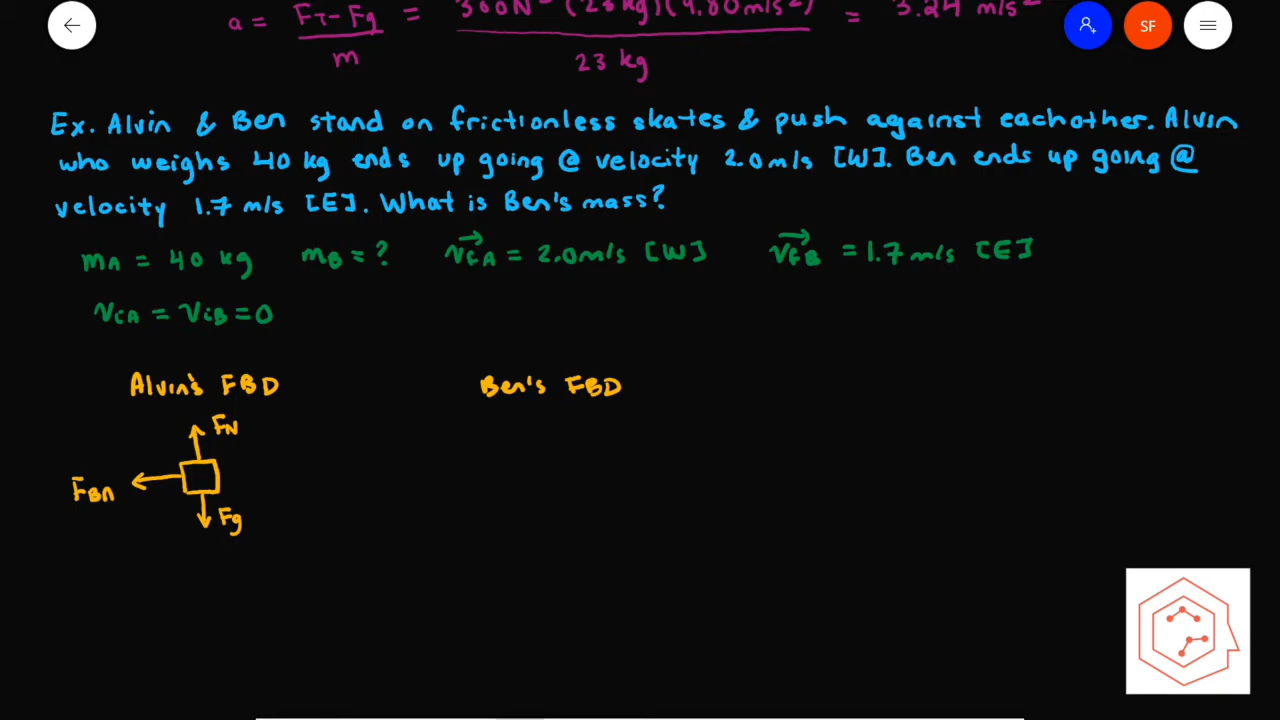 a = FT - Fg / m = 300N - (23 kg)(9.80 m/s²) / 23 kg = 3.24 m/s²
SF
Ex. Alvin & Ben stand on frictionless skates & push against eachother. Alvin
who weighs 40 kg ends up going @ velocity 2.0 m/s [W]. Ben ends up going @
velocity 1.7 m/s [E]. What is Ben's mass?
mA = 40 kg mB = ? vfA = 2.0 m/s [W] vfB = 1.7 m/s [E]
viA = viB = 0
Alvin's FBD Ben's FBD
FN
FBA
Fg